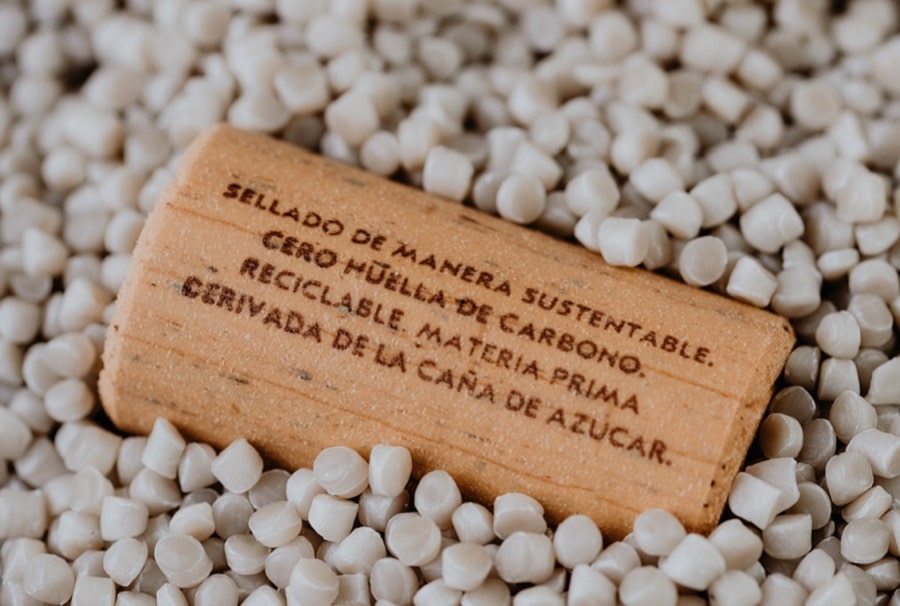 SELLADO DE MANERA SUSTENTABLE.
CERO HUELLA DE CARBONO.
RECICLABLE. MATERIA PRIMA
DERIVADA DE LA CAÑA DE AZÚCAR.